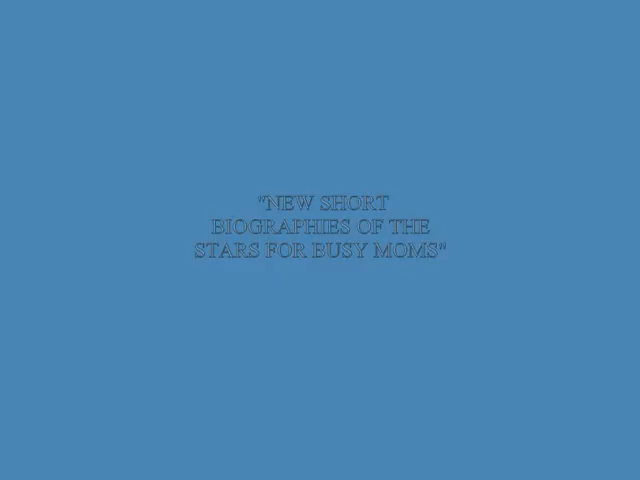 "NEW SHORT
BIOGRAPHIES OF THE
STARS FOR BUSY MOMS"